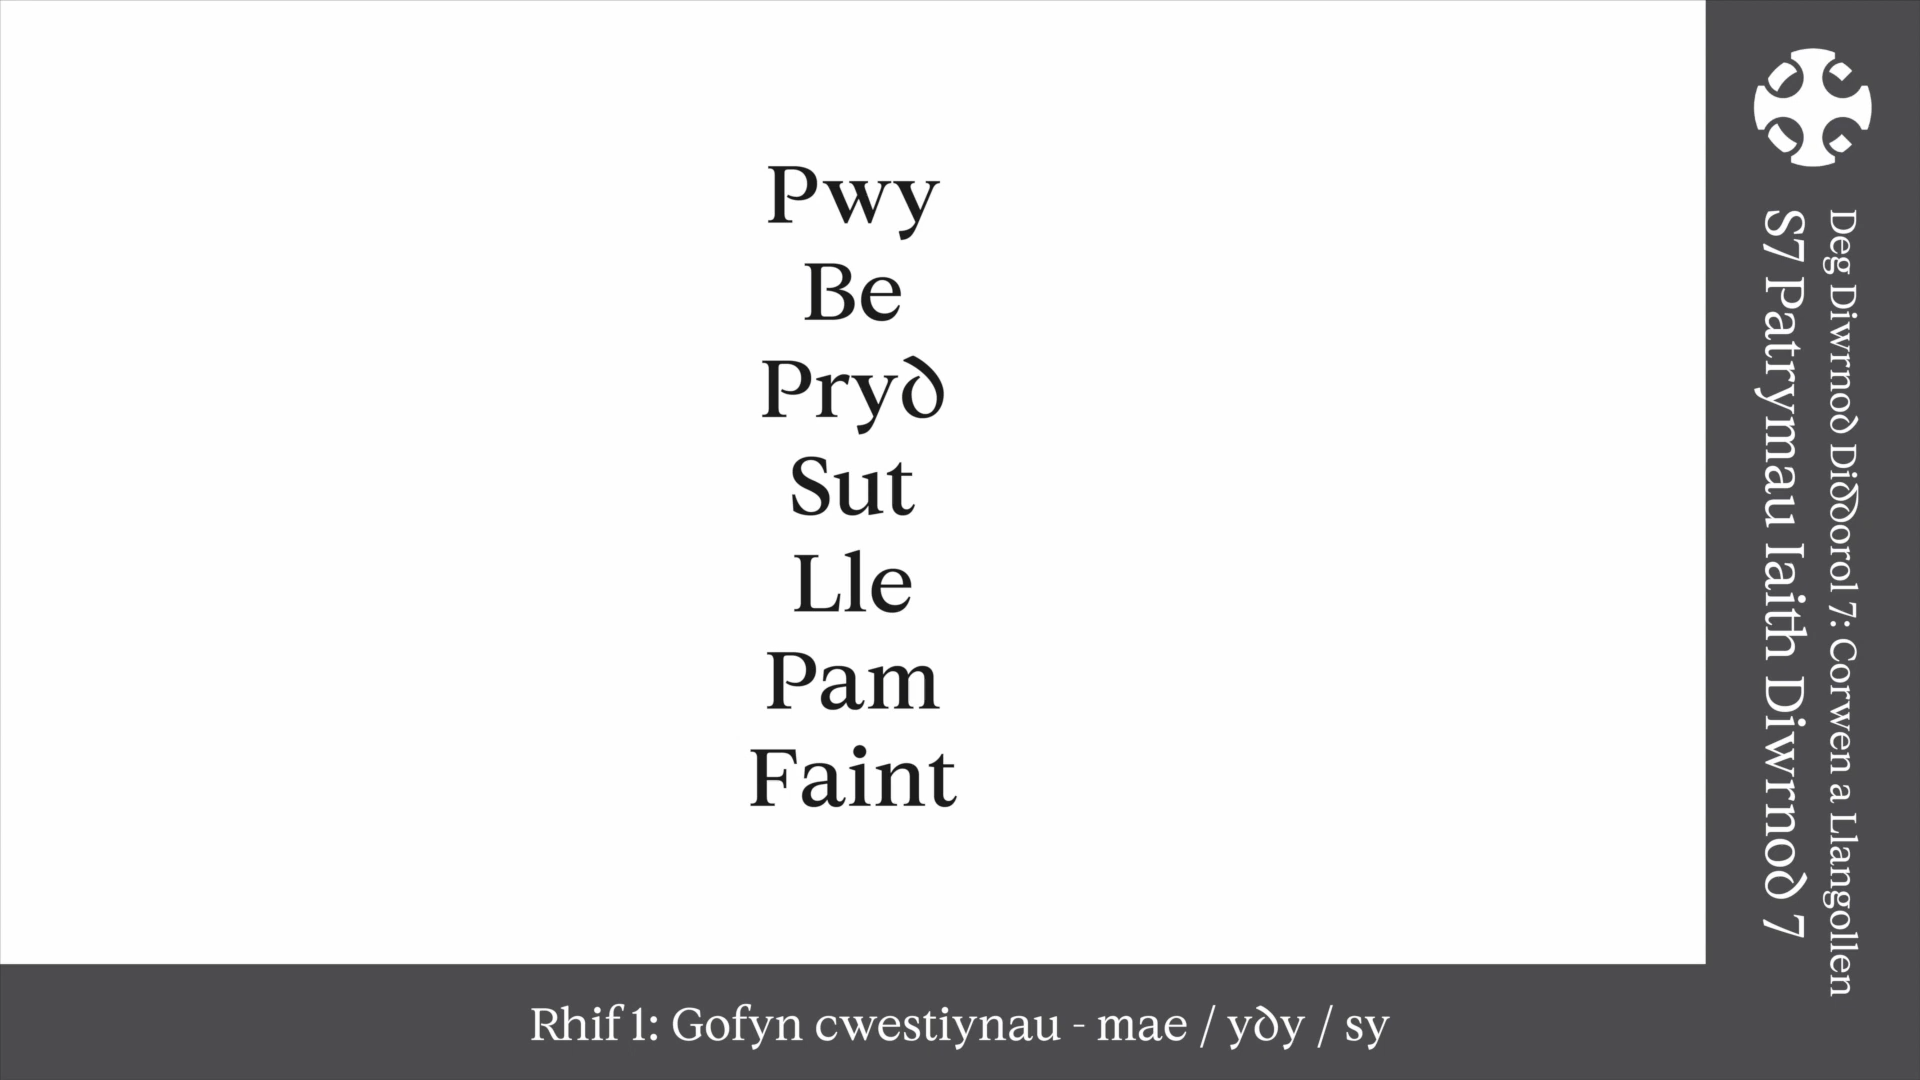 Pwy
Be
Pryd
Sut
Lle
Pam
Faint
Rhif 1: Gofyn cwestiynau - mae / ydy / sy
Deg Diwrnod Diddorol 7: Corwen a Llangollen
S7 Patrymau Iaith Diwrnod 7